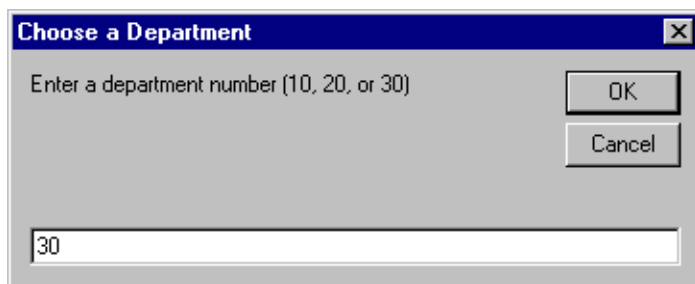 Choose a Department
Enter a department number (10, 20, or 30)
OK
Cancel
30